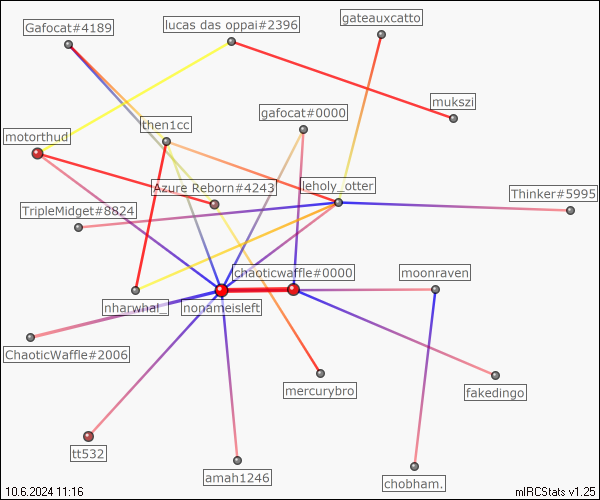 Gafocat#4189
lucas das oppai#2396
gateauxcatto
mukszi
gafocat#0000
then1cc
motorthud
Azure Reborn#4243
leholy_otter
Thinker#5995
TripleMidget#8824
chaoticwaffle#0000
moonraven
nharwhal_
nonameisleft
ChaoticWaffle#2006
mercurybro
fakedingo
tt532
amah1246
chobham.
10.6.2024 11:16
mIRCStats v1.25